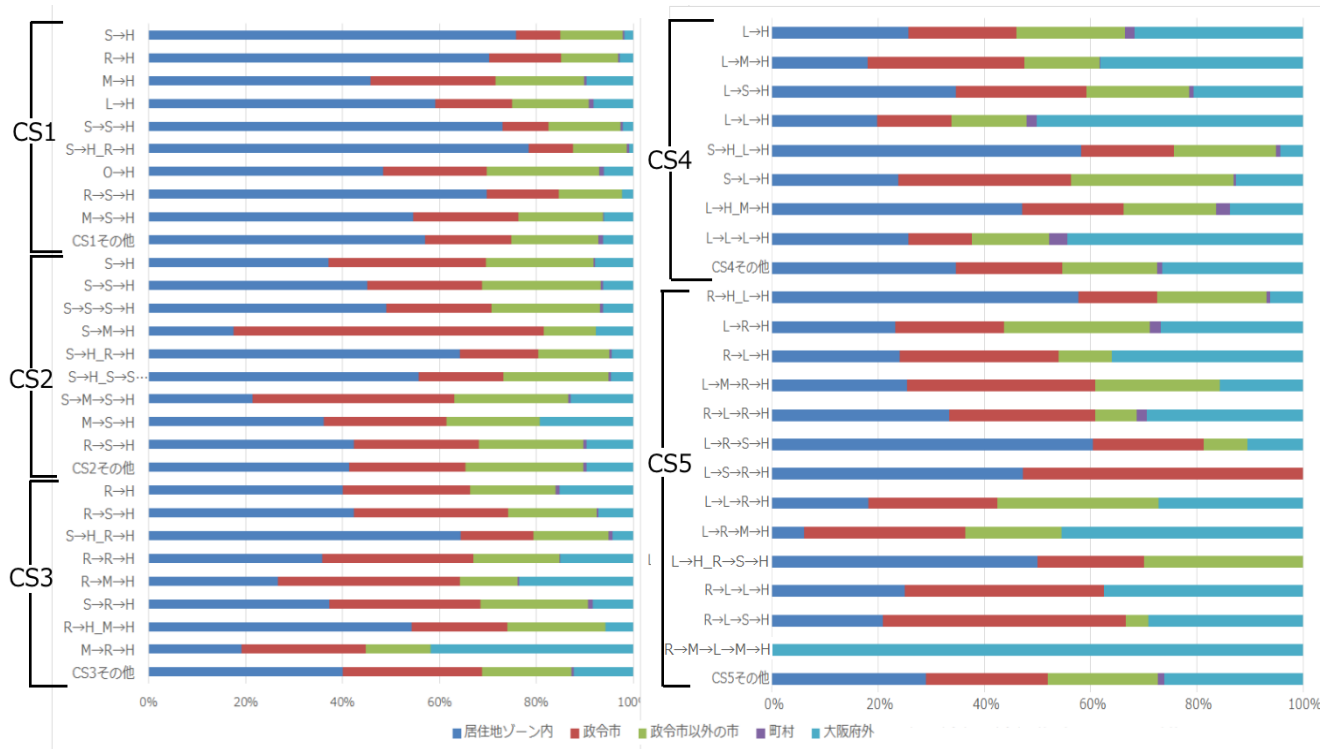 CS1
S→H
R→H
M→H
L→H
S→S→H
S→H_R→H
O→H
R→S→H
M→S→H
CS1その他
CS2
S→H
S→S→H
S→S→S→H
S→M→H
S→H_R→H
S→H_S→S…
S→M→S→H
M→S→H
R→S→H
CS2その他
CS3
R→H
R→S→H
S→H_R→H
R→R→H
R→M→H
S→R→H
R→H_M→H
M→R→H
CS3その他
0% 20% 40% 60% 80% 100%
CS4
L→H
L→M→H
L→S→H
L→L→H
S→H_L→H
S→L→H
L→H_M→H
L→L→L→H
CS4その他
CS5
R→H_L→H
L→R→H
R→L→H
L→M→R→H
R→L→R→H
L→R→S→H
L→S→R→H
L→L→R→H
L→R→M→H
L→H_R→S→H
R→L→L→H
R→L→S→H
R→M→L→M→H
CS5その他
0% 20% 40% 60% 80% 100%
居住地ゾーン内 政令市 政令市以外の市 町村 大阪府外